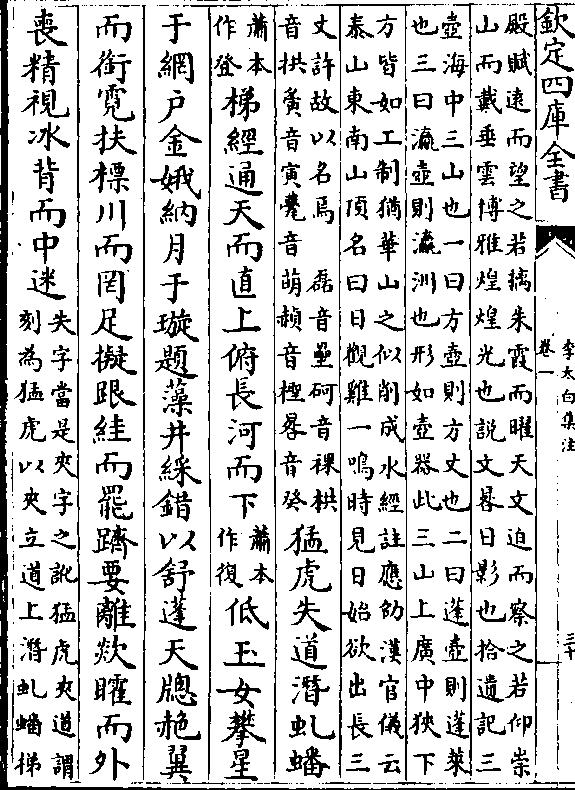 欽定四庫全書
李太白集注
卷一
三十
殿賦遠而望之若摛朱霞而曜天文迫而察之若仰崇
山而戴垂雲博雅煌煌光也説文晷日影也拾遺記三
壺海中三山也一曰方壺則方丈也二曰蓬壺則蓬萊
也三曰瀛壺則瀛洲也形如壺器此三山上廣中狹下
方皆如工制猶華山之似削成水經註應劭漢官儀云
泰山東南山頂名曰日觀雞一鳴時見日始欲出長三
丈許故以名焉 磊音壘砢音裸栱
音拱夤音寅甍音萌赬音檉晷音癸
猛虎失道潛虬蟠
蕭本
作登
梯經通天而直上俯長河而下
蕭本
作復
低玉女攀星
于網戶金娥納月于璇題藻井綵錯以舒蓬天牕赩翼
而銜霓扶標川而罔足擬跟絓而罷躋要離欻矐而外
喪精視冰背而中迷
失字當是夾字之訛猛虎夾道謂
刻為猛虎以夾立道上潛虬蟠梯